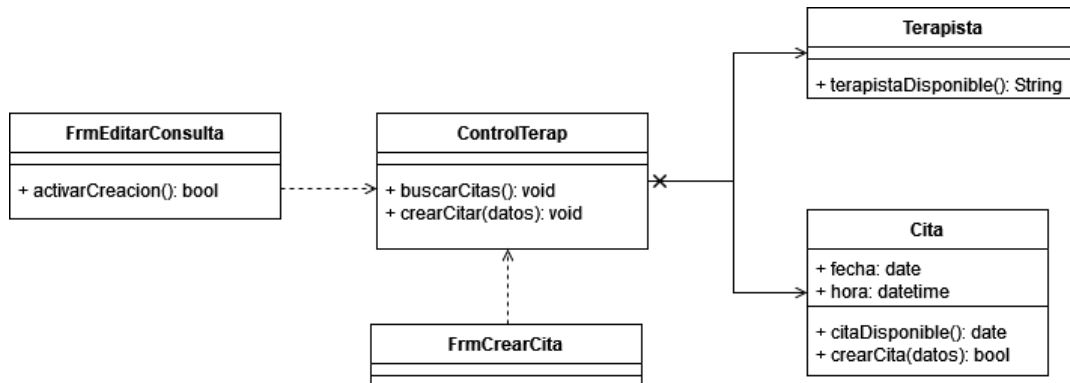 Terapista
+ terapistaDisponible(): String
FrmEditarConsulta
+ activarCreacion(): bool
ControlTerap
+ buscarCitas(): void
+ crearCitar(datos): void
Cita
+ fecha: date
+ hora: datetime
+ citaDisponible(): date
+ crearCita(datos): bool
FrmCrearCita